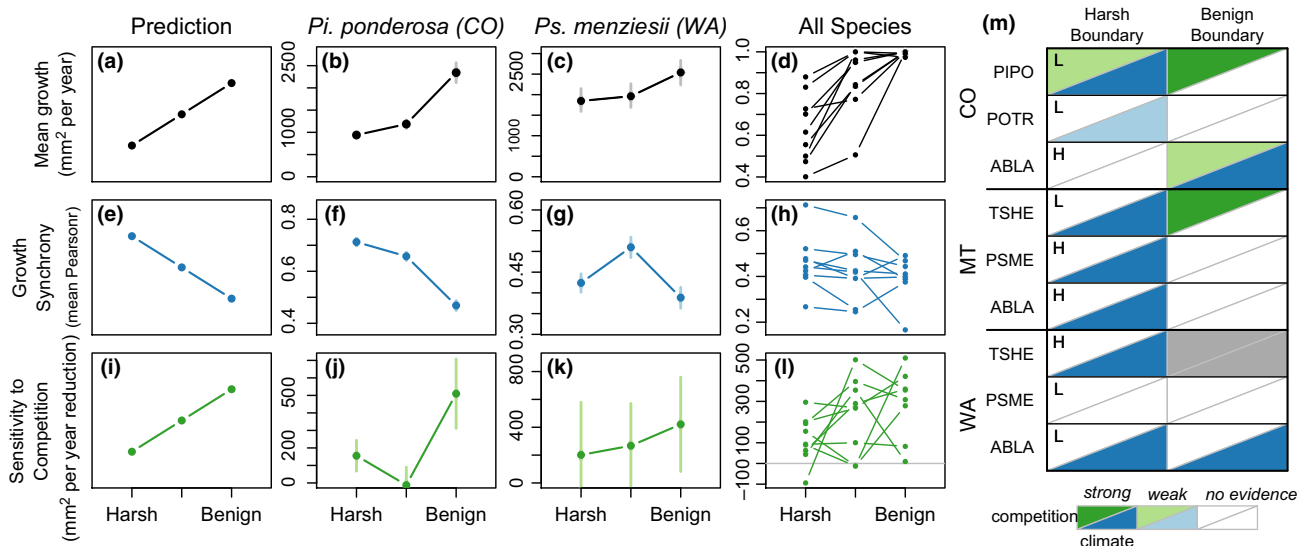 Prediction
Pi. ponderosa (CO)
Ps. menziesii (WA)
All Species
(m)
Harsh Boundary
Benign Boundary
Mean growth
(mm² per year)
(a)
(b)
0 1000 2500
(c)
0 1000 2500
(d)
0.4 0.6 0.8 1.0
Growth
Synchrony
(mean Pearsonr)
(e)
(f)
0.4 0.6 0.8
(g)
0.30 0.45 0.60
(h)
0.2 0.4 0.6
Sensitivity to
Competition
(mm² per year reduction)
(i)
(j)
0 200 500
(k)
0 400 800
(l)
−100 0 100 300 500
Harsh Benign
Harsh Benign
Harsh Benign
Harsh Benign
CO
PIPO L
POTR L
ABLA H
MT
TSHE L
PSME H
ABLA H
WA
TSHE H
PSME L
ABLA L
strong weak no evidence
competition
climate